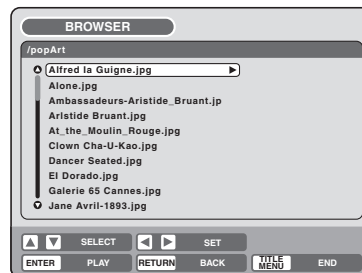 BROWSER
/popArt
Alfred la Guigne.jpg
Alone.jpg
Ambassadeurs-Aristide_Bruant.jp
Arlstide Bruant.jpg
At_the_Moulin_Rouge.jpg
Clown Cha-U-Kao.jpg
Dancer Seated.jpg
El Dorado.jpg
Galerie 65 Cannes.jpg
Jane Avril-1893.jpg
SELECT SET
ENTER PLAY RETURN BACK TITLE MENU END